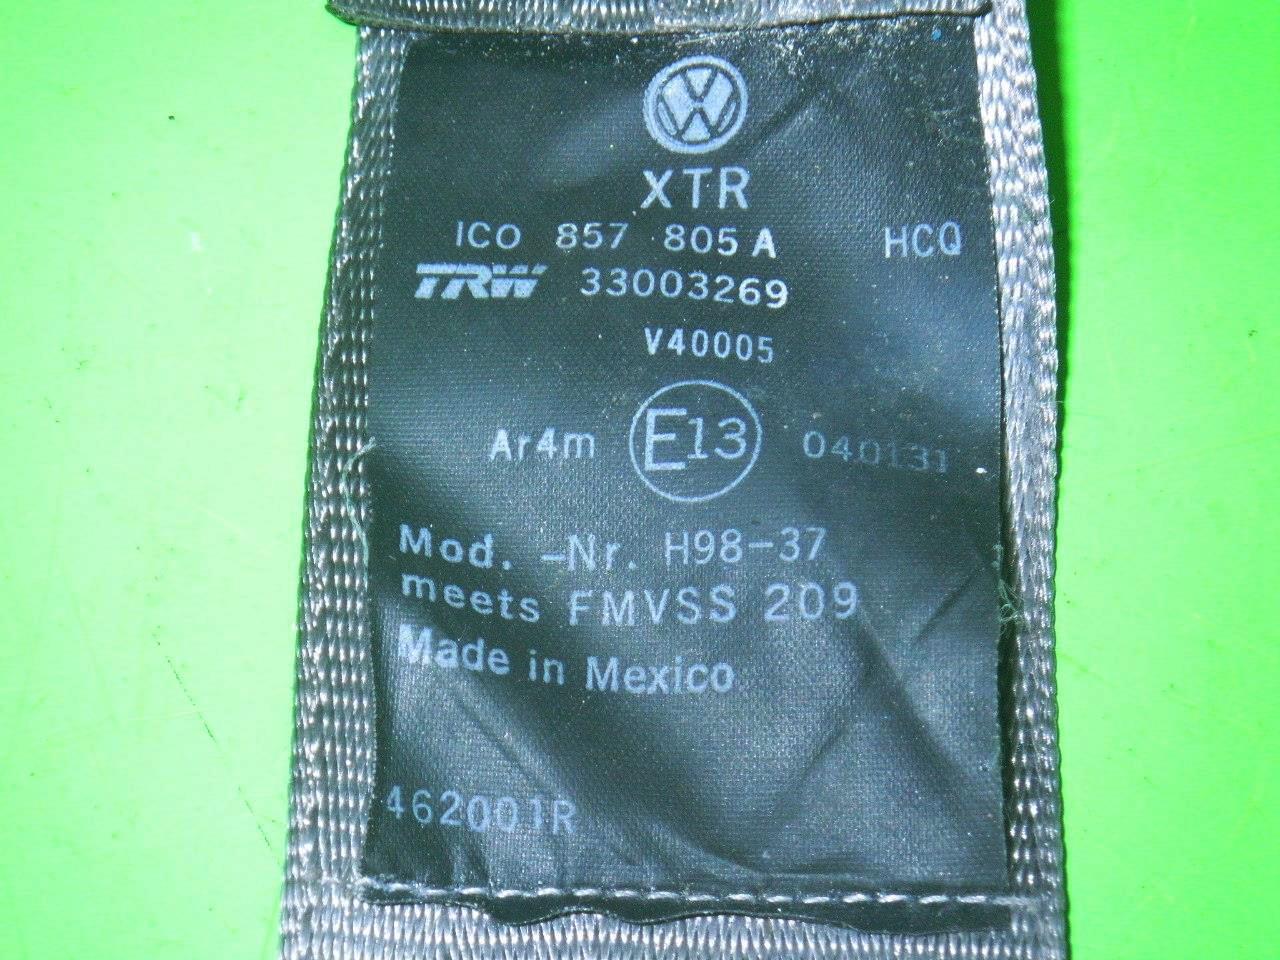 XTR
ICO 857 805 A HCQ
TRW 33003269
V40005
Ar4m E13 040131
Mod. -Nr. H98-37
meets FMVSS 209
Made in Mexico
462001R